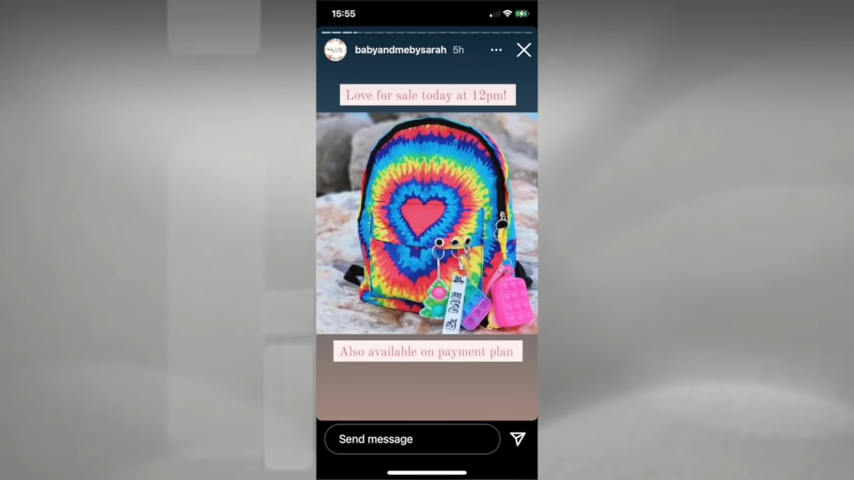 15:55
babyandmebysarah 5h
Love for sale today at 12pm!
Also available on payment plan
Send message